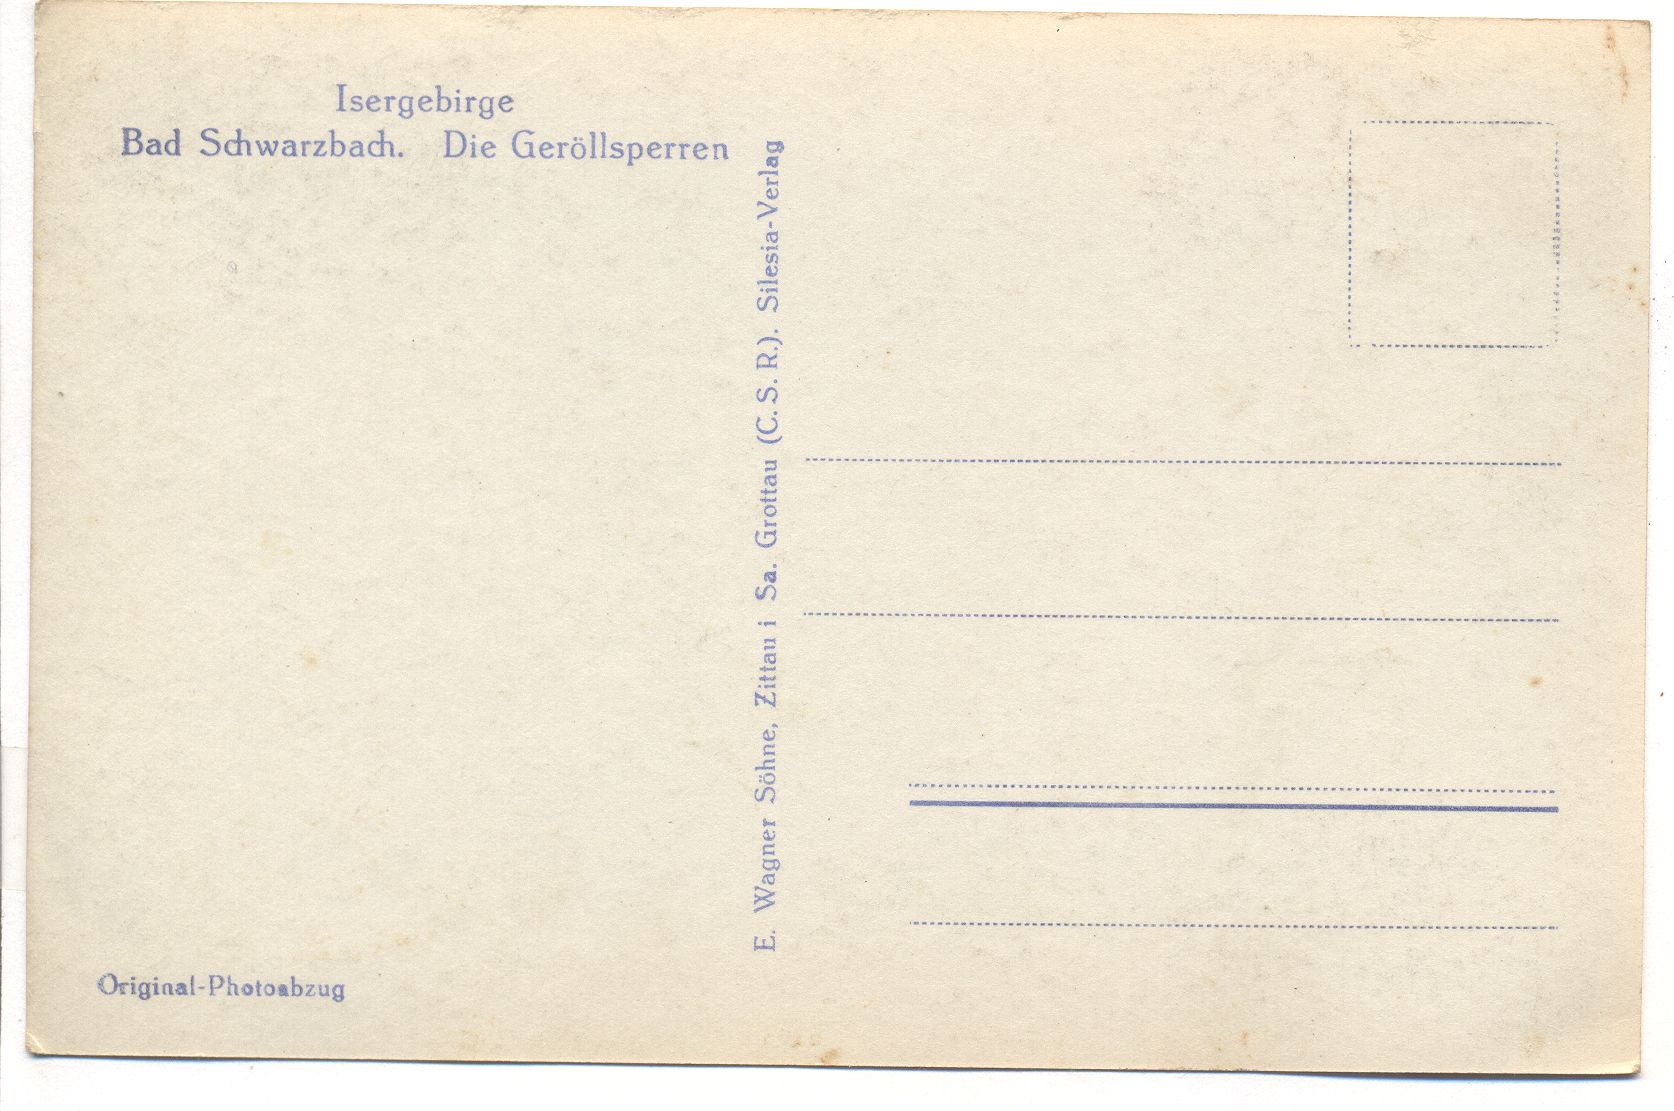 Isergebirge
Bad Schwarzbach. Die Geröllsperren
E. Wagner Söhne, Zittau i Sa. Grottau (C. S. R.). Silesia-Verlag
Original-Photoabzug